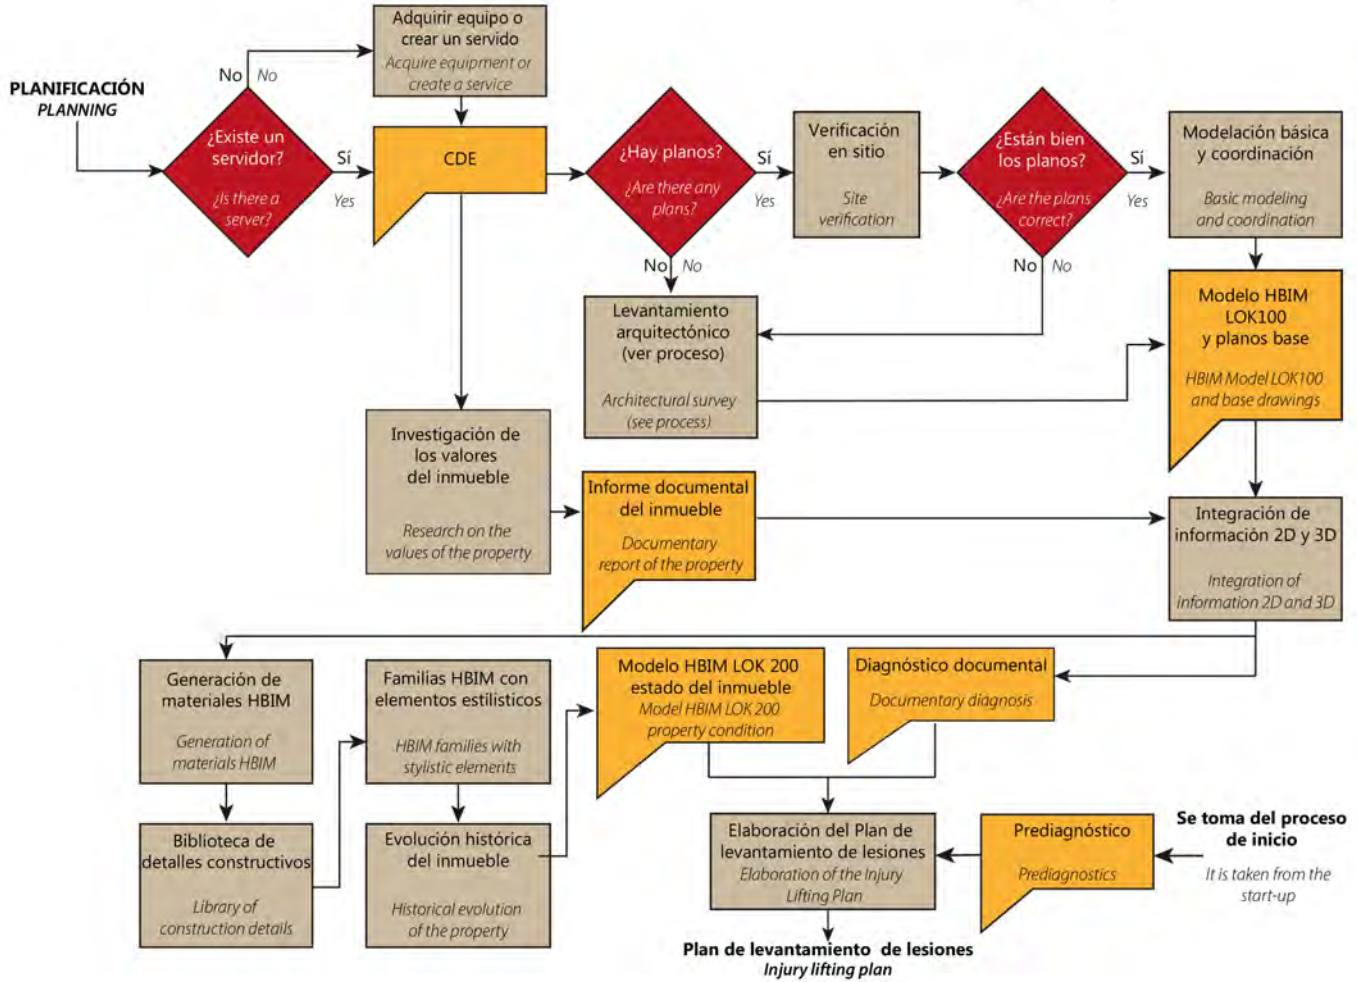 PLANIFICACIÓN
PLANNING
No No
Adquirir equipo o
crear un servido
Acquire equipment or
create a service
¿Existe un
servidor?
¿Is there a
server?
Sí
Yes
CDE
¿Hay planos?
¿Are there any
plans?
Sí
Yes
No No
Verificación
en sitio
Site
verification
¿Están bien
los planos?
¿Are the plans
correct?
Sí
Yes
No No
Modelación básica
y coordinación
Basic modeling
and coordination
Levantamiento
arquitectónico
(ver proceso)
Architectural survey
(see process)
Modelo HBIM
LOK100
y planos base
HBIM Model LOK100
and base drawings
Investigación de
los valores
del inmueble
Research on the
values of the property
Informe documental
del inmueble
Documentary
report of the property
Integración de
información 2D y 3D
Integration of
information 2D and 3D
Generación de
materiales HBIM
Generation of
materials HBIM
Familias HBIM con
elementos estilísticos
HBIM families with
stylistic elements
Modelo HBIM LOK 200
estado del inmueble
Model HBIM LOK 200
property condition
Diagnóstico documental
Documentary diagnosis
Biblioteca de
detalles constructivos
Library of
construction details
Evolución histórica
del inmueble
Historical evolution
of the property
Elaboración del Plan de
levantamiento de lesiones
Elaboration of the Injury
Lifting Plan
Prediagnóstico
Prediagnostics
Se toma del proceso
de inicio
It is taken from the
start-up
Plan de levantamiento de lesiones
Injury lifting plan